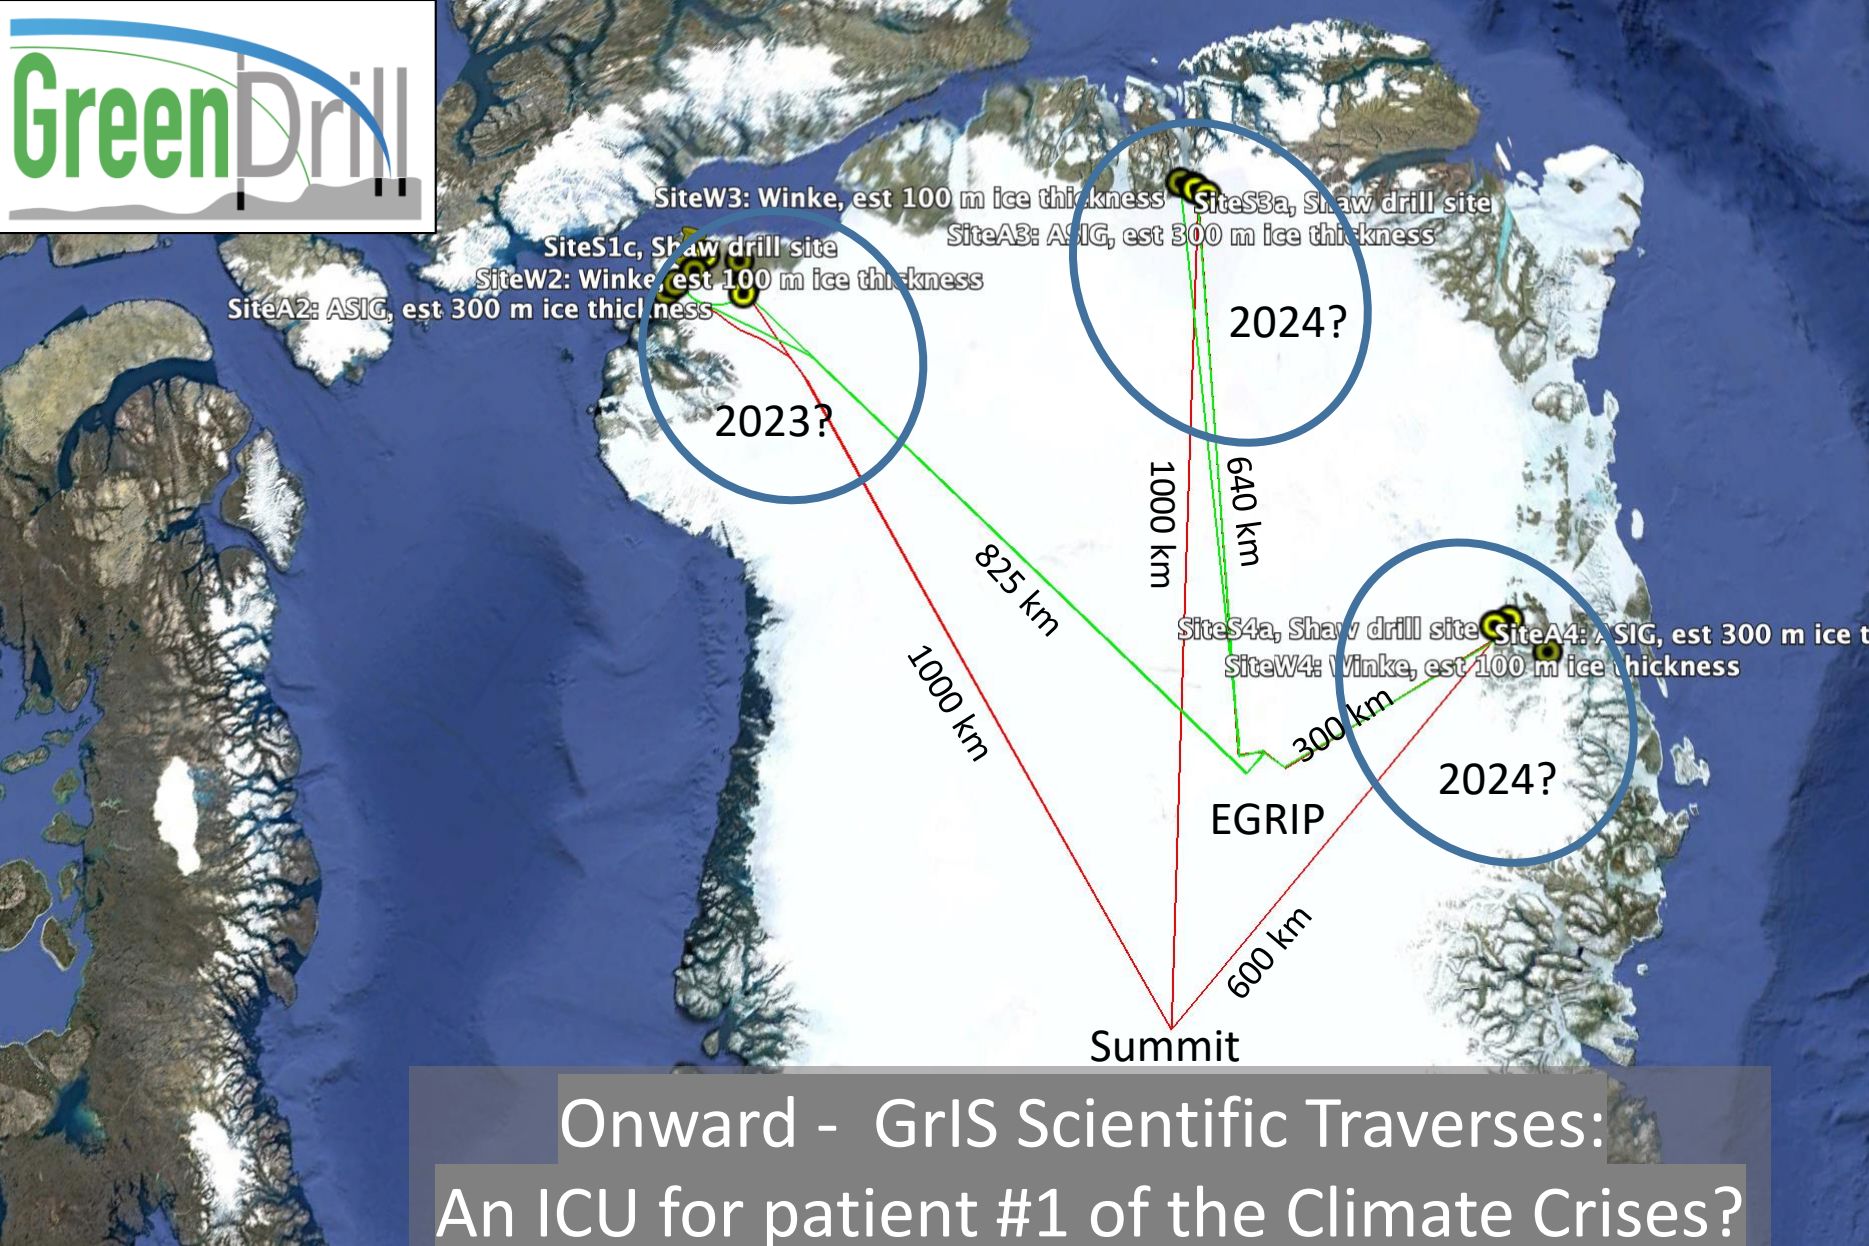 GreenDrill
SiteW3: Winke, est 100 m ice thickness
SiteS3a, Shaw drill site
SiteA3: ASIG, est 300 m ice thickness
SiteS1c, Shaw drill site
SiteW2: Winke, est 100 m ice thickness
SiteA2: ASIG, est 300 m ice thickness
2024?
2023?
1000 km
640 km
825 km
1000 km
SiteS4a, Shaw drill site
SiteA4: ASIG, est 300 m ice t
SiteW4: Winke, est 100 m ice thickness
300 km
2024?
EGRIP
600 km
Summit
Onward -  GrIS Scientific Traverses:
An ICU for patient #1 of the Climate Crises?